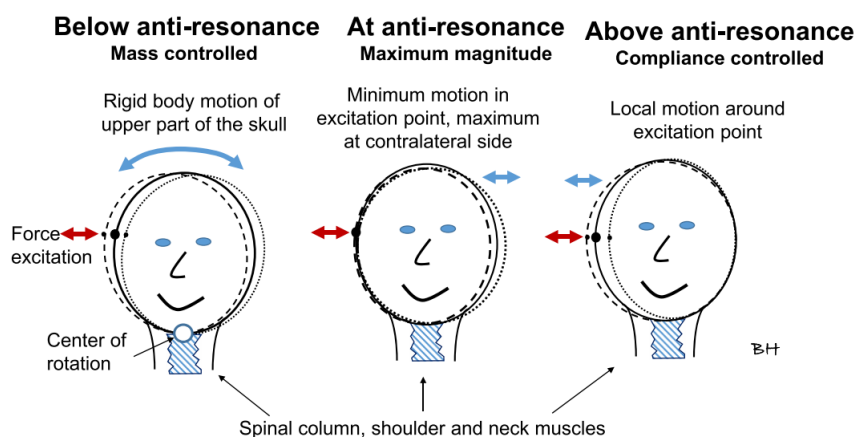 Below anti-resonance
Mass controlled
Rigid body motion of
upper part of the skull
Force
excitation
Center of
rotation
At anti-resonance
Maximum magnitude
Minimum motion in
excitation point, maximum
at contralateral side
Above anti-resonance
Compliance controlled
Local motion around
excitation point
BH
Spinal column, shoulder and neck muscles